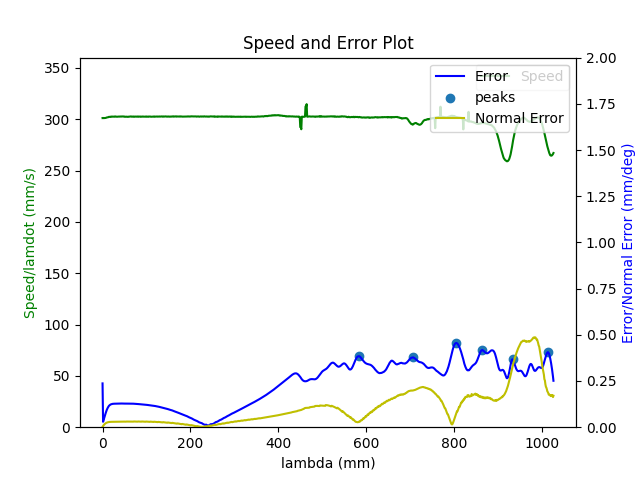 Speed and Error Plot
Error
Speed
peaks
Normal Error
Speed/lamdot (mm/s)
350
300
250
200
150
100
50
0
2.00
1.75
1.50
1.25
1.00
0.75
0.50
0.25
0.00
Error/Normal Error (mm/deg)
0 200 400 600 800 1000
lambda (mm)